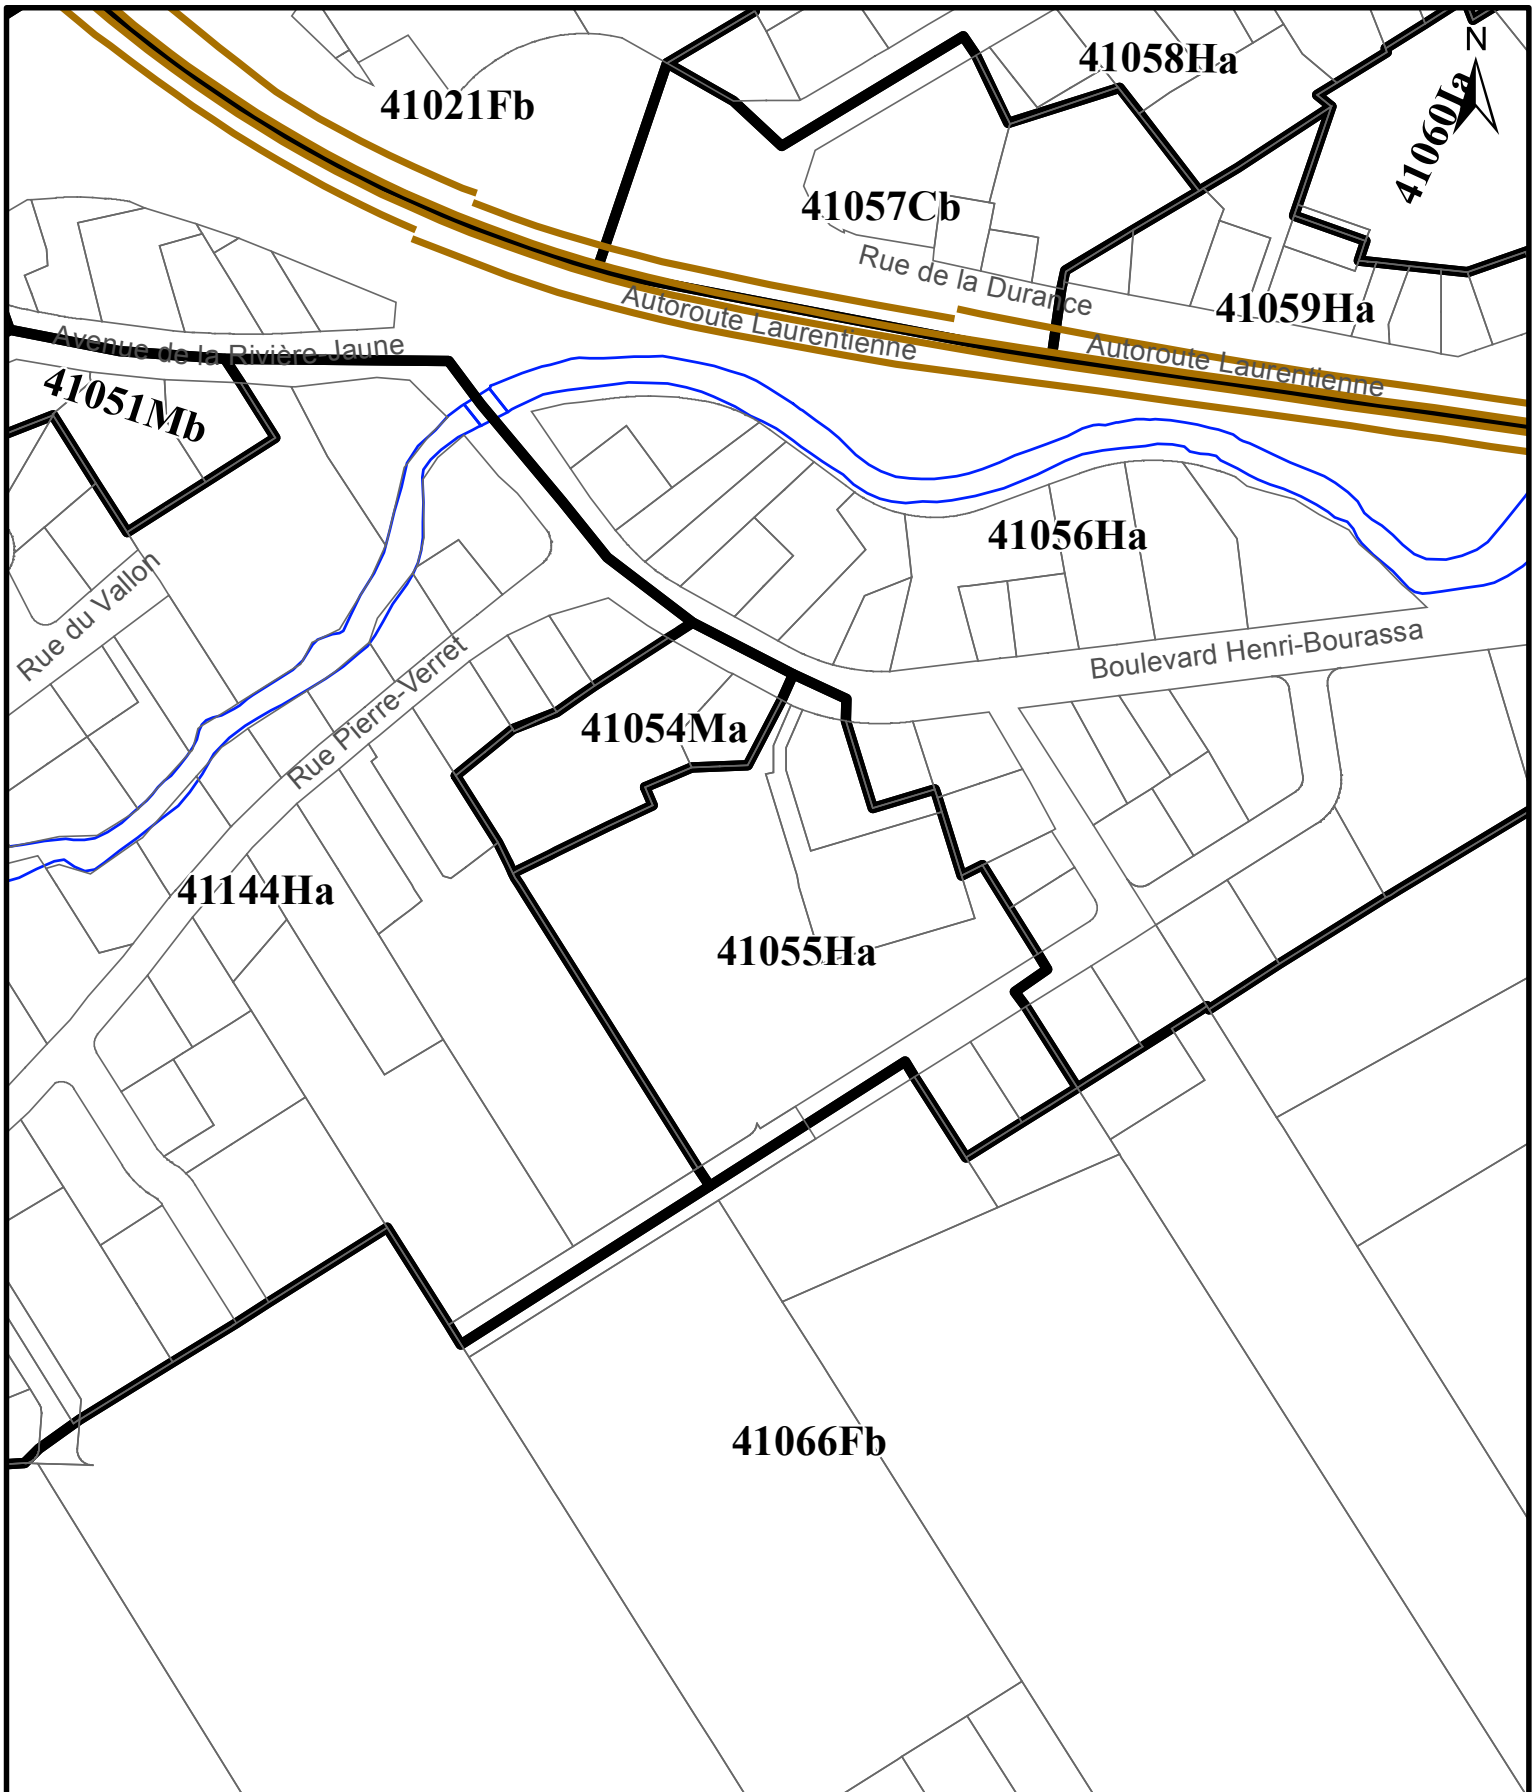 N
41058Ha
41021Fb
41060Ia
41057Cb
Rue de la Durance
41059Ha
Autoroute Laurentienne
Autoroute Laurentienne
Avenue de la Rivière-Jaune
41051Mb
41056Ha
Rue du Vallon
Boulevard Henri-Bourassa
Rue Pierre-Verret
41054Ma
41144Ha
41055Ha
41066Fb